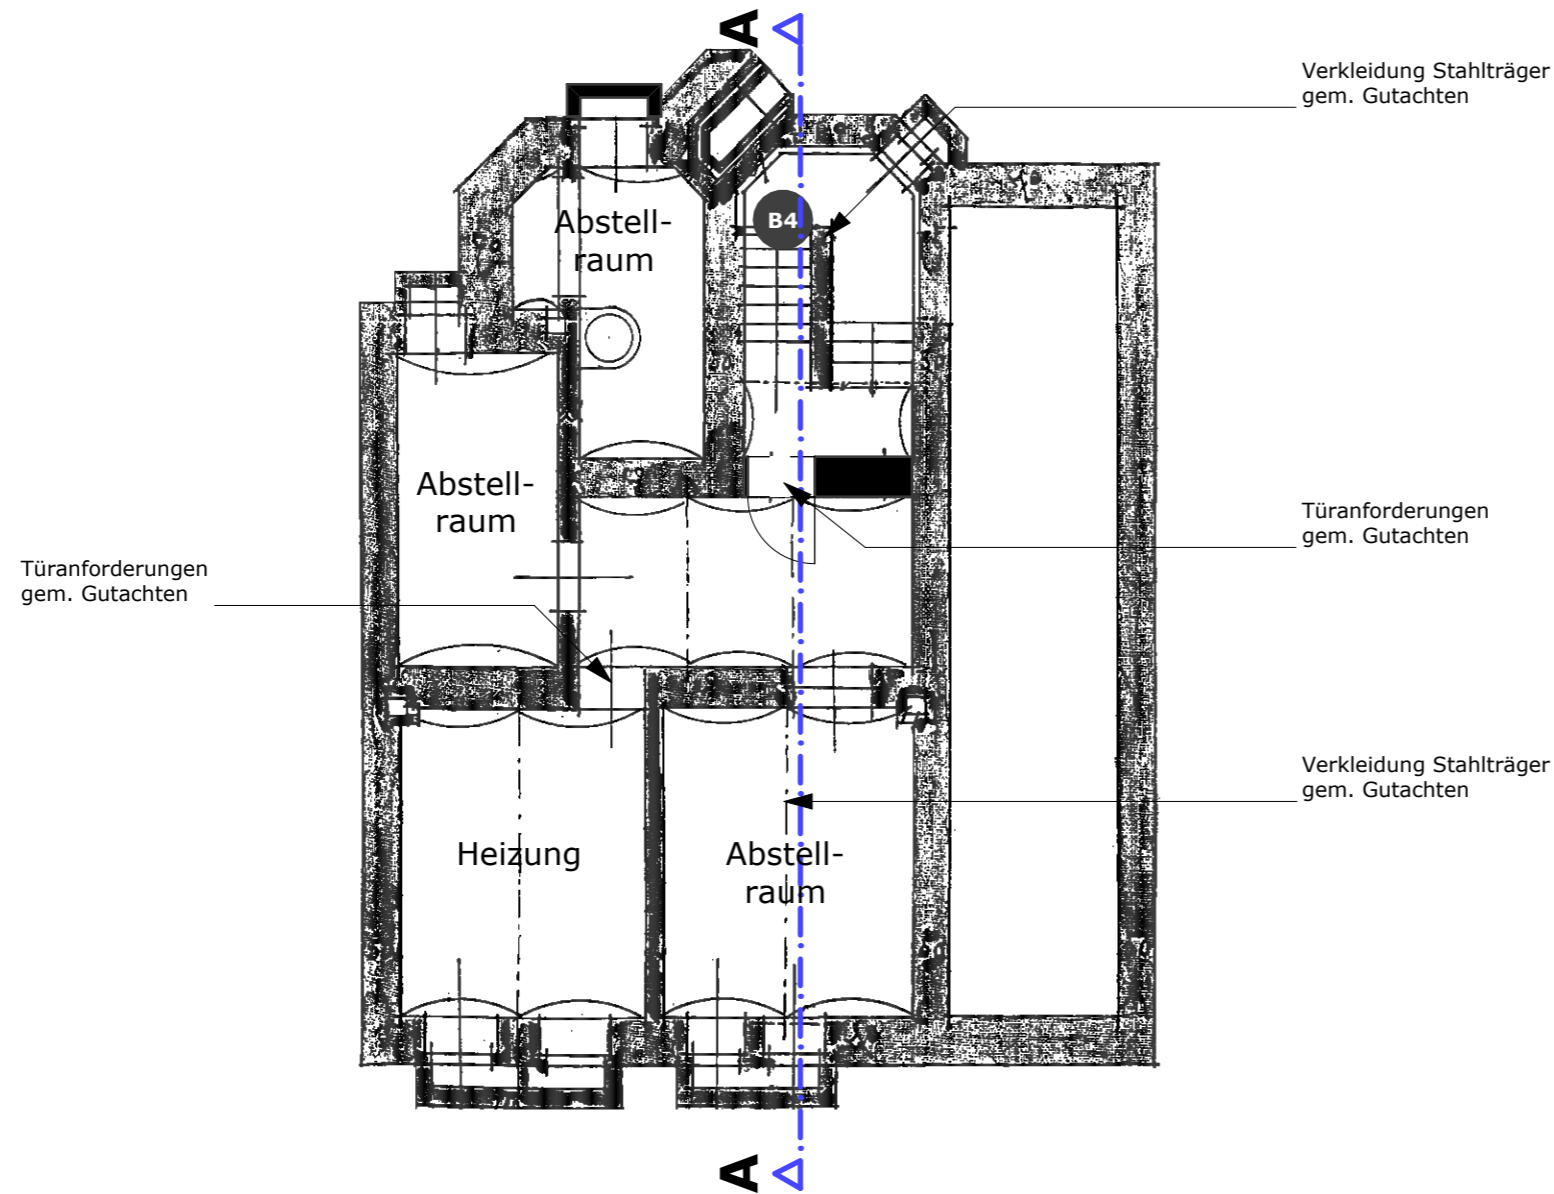 A
Verkleidung Stahlträger
gem. Gutachten
Abstell-
raum
B4
Abstell-
raum
Türanforderungen
gem. Gutachten
Türanforderungen
gem. Gutachten
Verkleidung Stahlträger
gem. Gutachten
Heizung
Abstell-
raum
A